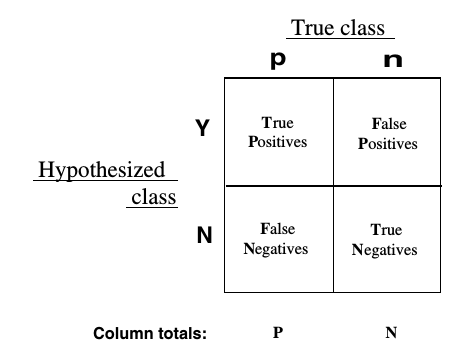 True class
p n
Y
True False
Positives Positives
Hypothesized
class
N
False True
Negatives Negatives
Column totals: P N